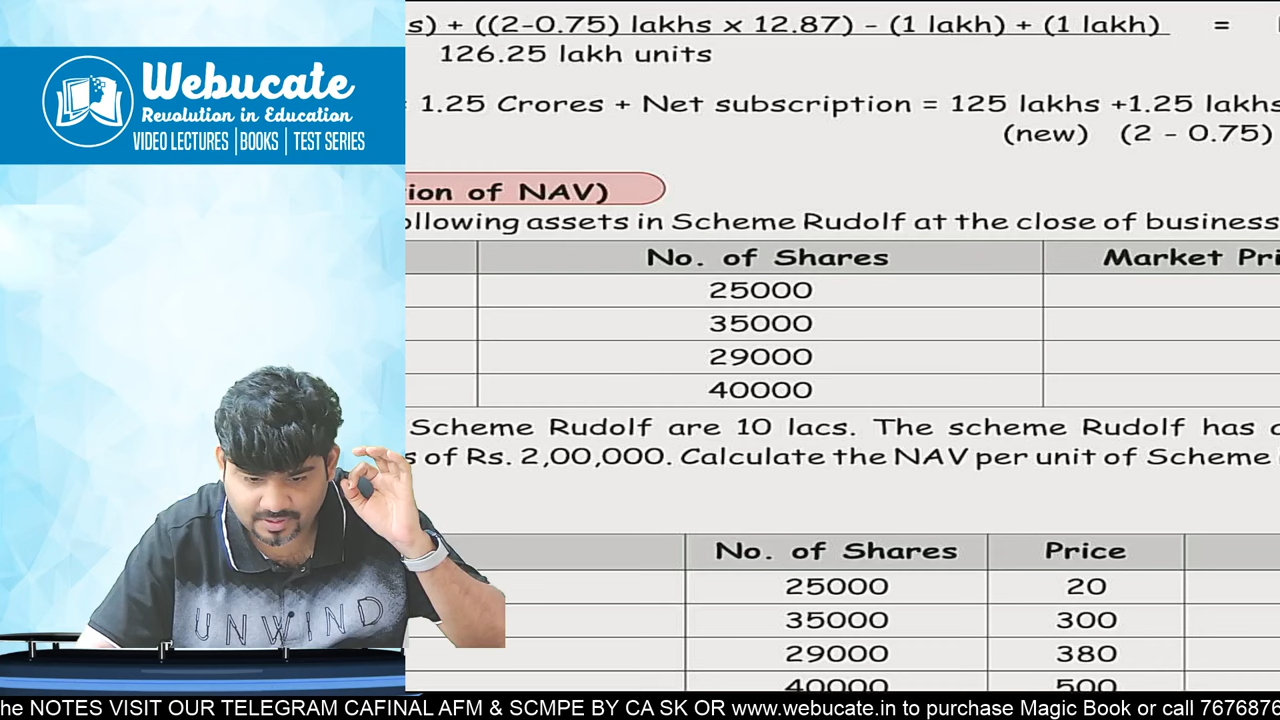 s) + ((2-0.75) lakhs x 12.87) - (1 lakh) + (1 lakh) =
126.25 lakh units
Webucate
Revolution in Education
VIDEO LECTURES | BOOKS | TEST SERIES
1.25 Crores + Net subscription = 125 lakhs +1.25 lakhs
(new) (2 - 0.75)
ion of NAV)
ollowing assets in Scheme Rudolf at the close of business
No. of Shares Market Pri
25000
35000
29000
40000
Scheme Rudolf are 10 lacs. The scheme Rudolf has
s of Rs. 2,00,000. Calculate the NAV per unit of Scheme
No. of Shares Price
25000 20
35000 300
29000 380
40000 500
UNWIND
he NOTES VISIT OUR TELEGRAM CAFINAL AFM & SCMPE BY CA SK OR www.webucate.in to purchase Magic Book or call 7676876